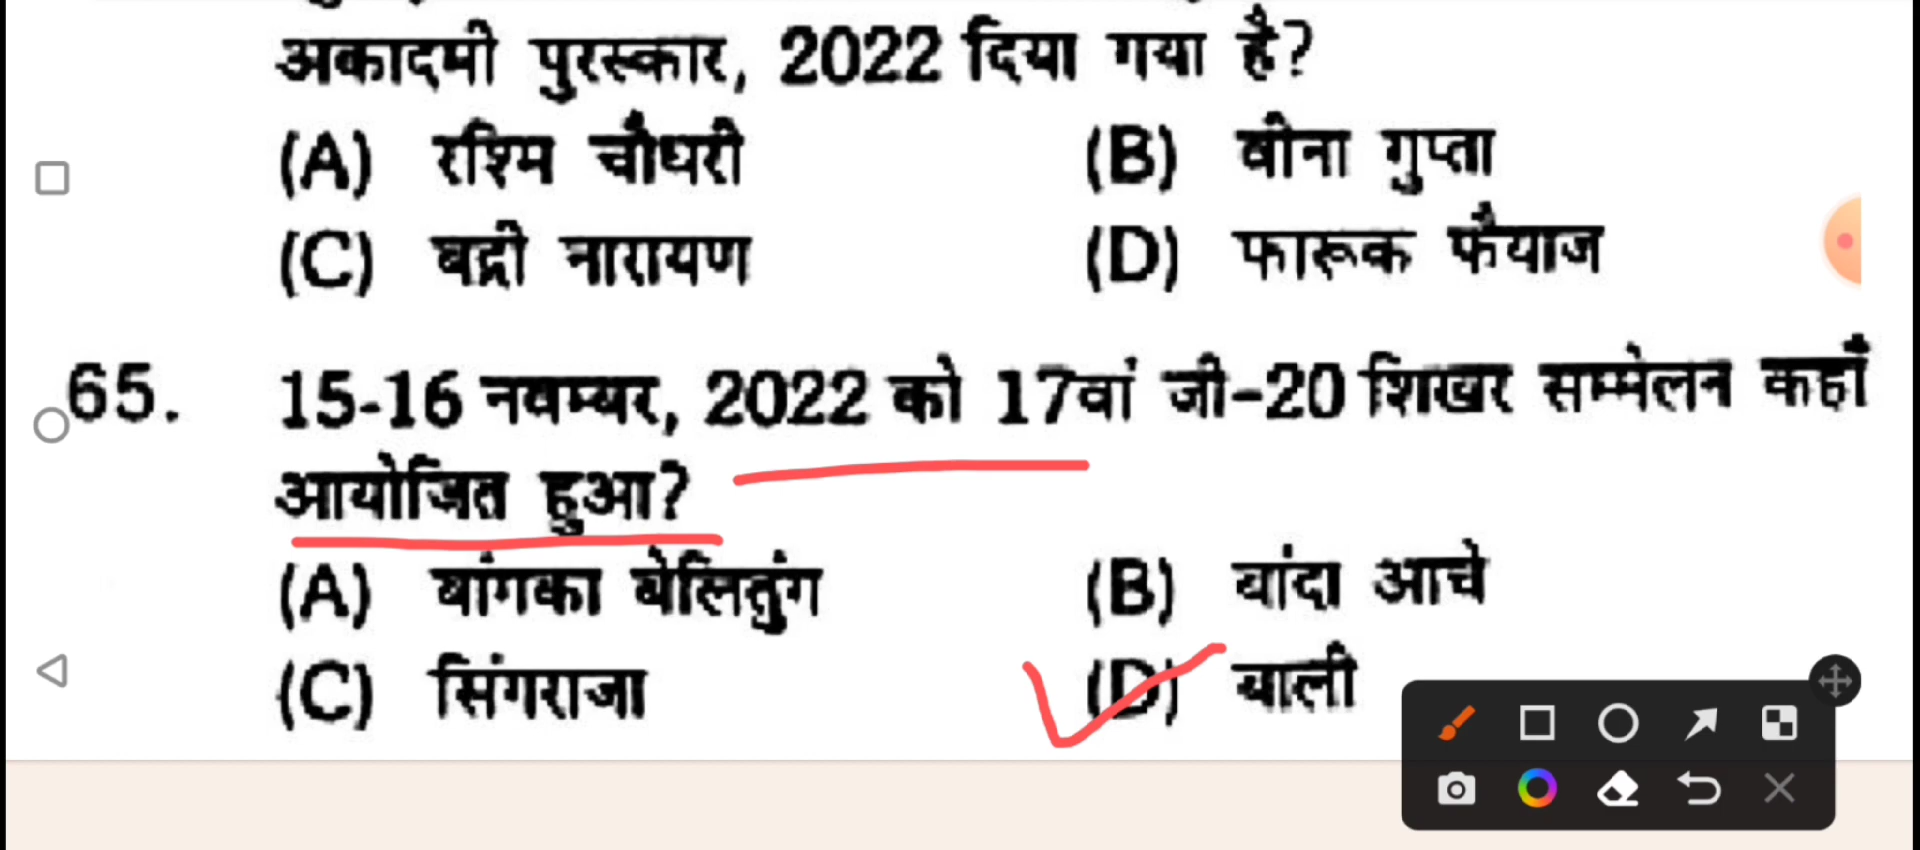 अकादमी पुरस्कार, 2022 दिया गया है?
(A) रश्मि चौधरी (B) वीना गुप्ता
(C) बद्री नारायण (D) फारूक फैयाज
65. 15-16 नवम्बर, 2022 को 17वां जी-20 शिखर सम्मेलन कहाँ
आयोजित हुआ?
(A) बांगका बेलितुंग (B) बांदा आचे
(C) सिंगराजा (D) बाली